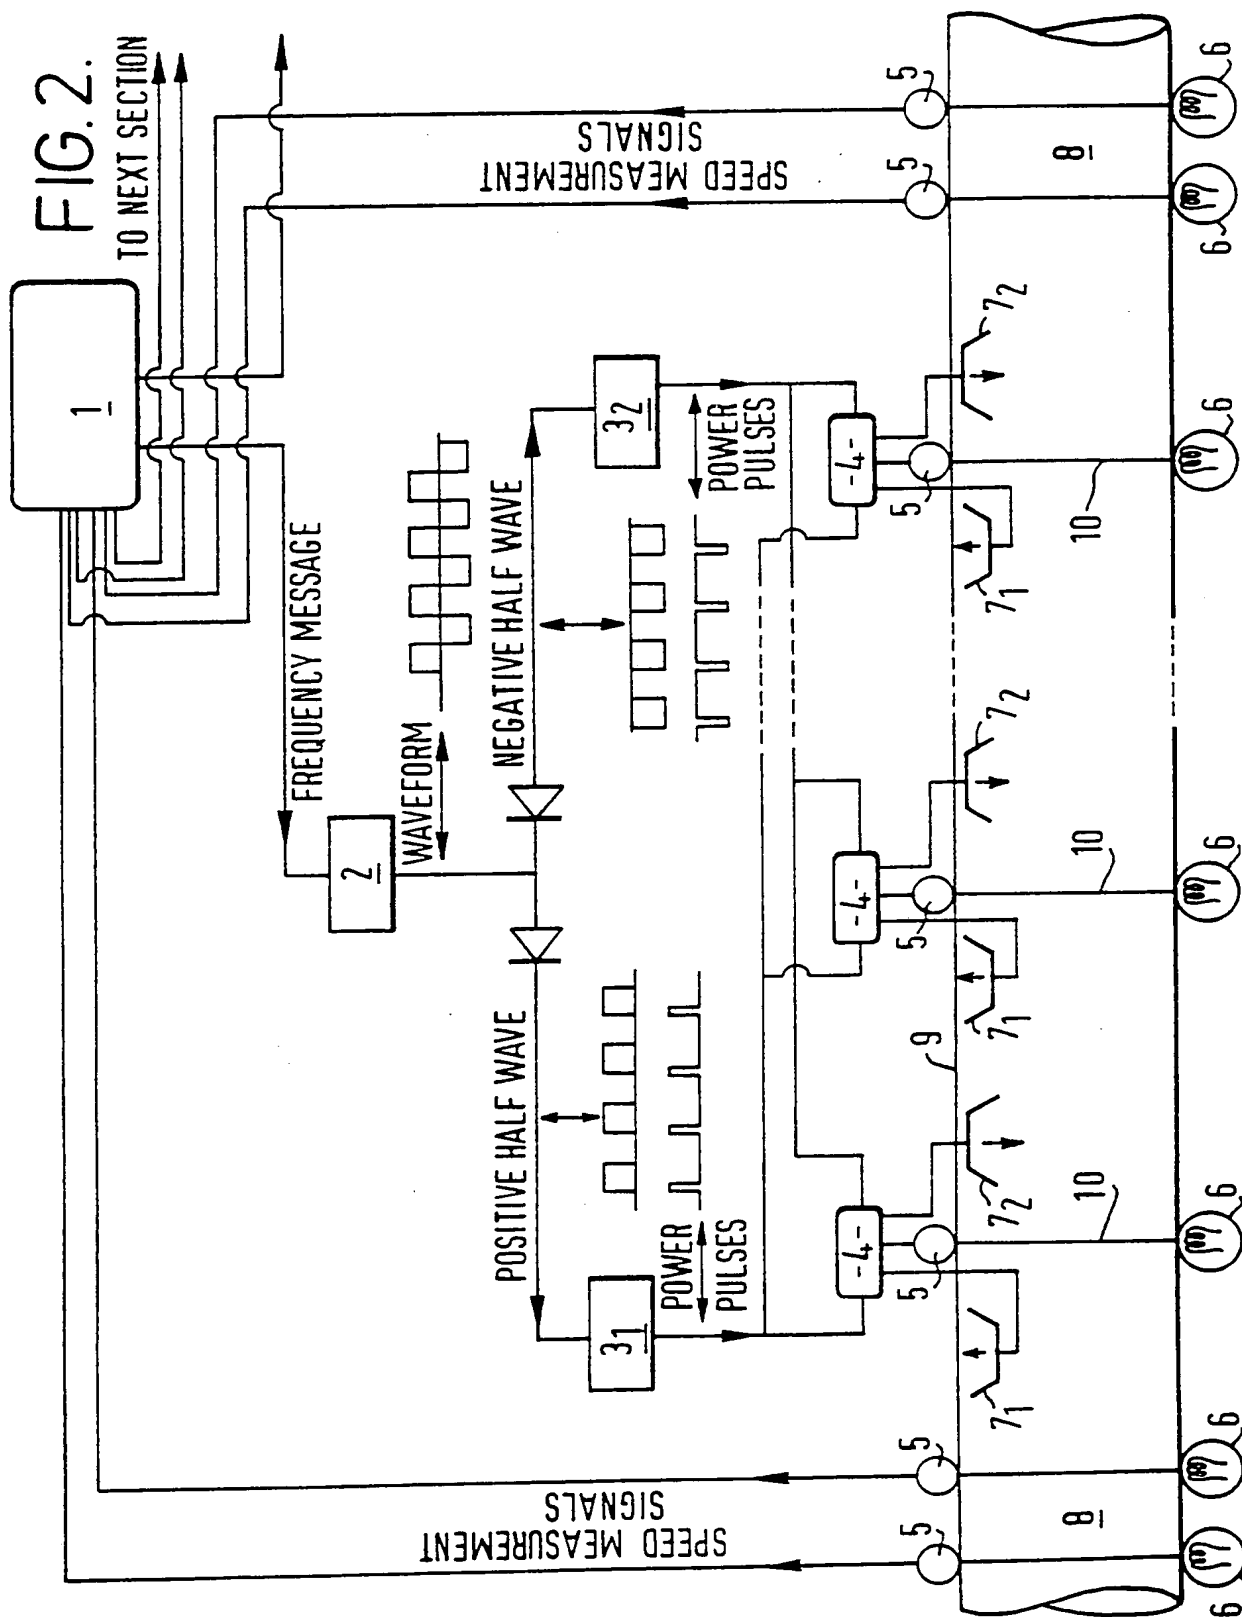 FIG. 2.
TO NEXT SECTION
1
FREQUENCY MESSAGE
2
WAVEFORM
POSITIVE HALF WAVE
NEGATIVE HALF WAVE
3₁
3₂
POWER
PULSES
POWER
PULSES
SPEED MEASUREMENT
SIGNALS
SPEED MEASUREMENT
SIGNALS
-4-
-4-
-4-
5
5
5
5
5
5
5
9
7₁
7₂
7₁
7₂
7₁
7₂
8
10
10
10
8
6
6
6
6
6
6
6